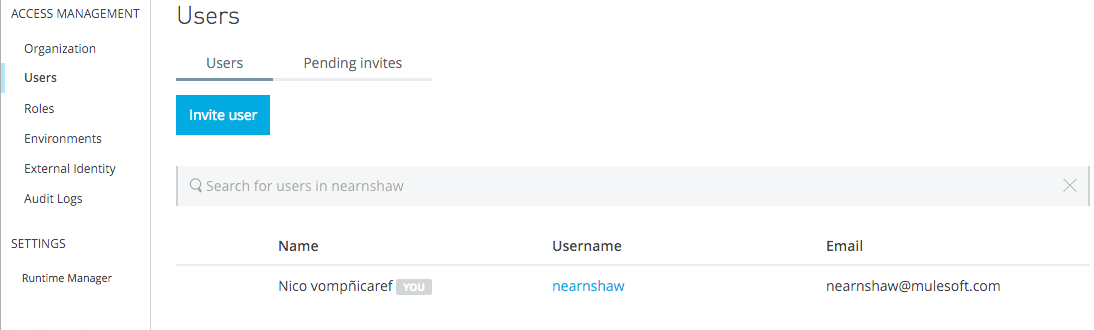 ACCESS MANAGEMENT
Organization
Users
Roles
Environments
External Identity
Audit Logs
SETTINGS
Runtime Manager
Users
Users Pending invites
Invite user
Search for users in nearnshaw
Name Username Email
Nico vompñicaref YOU nearnshaw nearnshaw@mulesoft.com